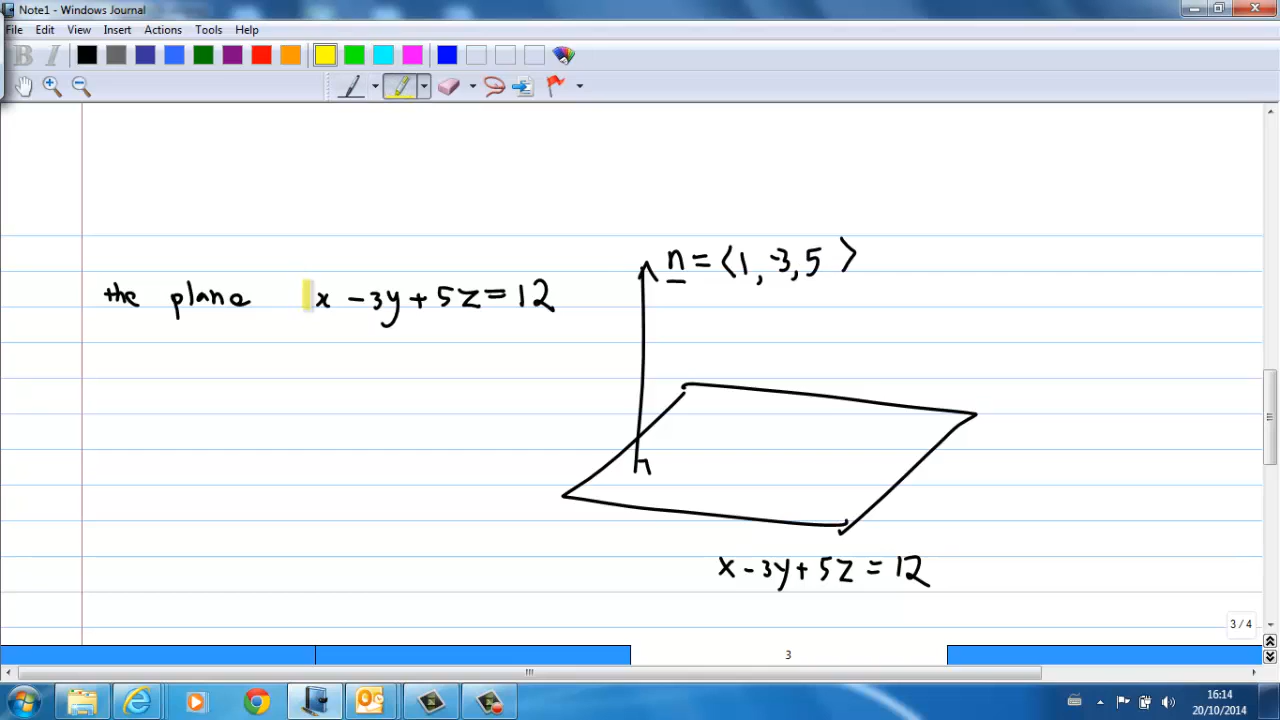 Note1 - Windows Journal
File Edit View Insert Actions Tools Help
B I
n = ⟨1, -3, 5⟩
the plane 1x - 3y + 5z = 12
x - 3y + 5z = 12
3 / 4
3
16:14
20/10/2014